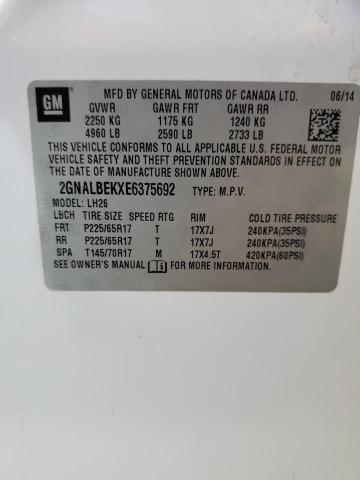 GM MFD BY GENERAL MOTORS OF CANADA LTD. 06/14
GVWR GAWR FRT GAWR RR
2250 KG 1175 KG 1240 KG
4960 LB 2590 LB 2733 LB
THIS VEHICLE CONFORMS TO ALL APPLICABLE U.S. FEDERAL MOTOR
VEHICLE SAFETY AND THEFT PREVENTION STANDARDS IN EFFECT ON
THE DATE OF MANUFACTURE SHOWN ABOVE.
2GNALBEKXE6375692 TYPE: M.P.V.
MODEL: LH26
L6CH TIRE SIZE SPEED RTG RIM COLD TIRE PRESSURE
FRT P225/65R17 T 17X7J 240KPA(35PSI)
RR P225/65R17 T 17X7J 240KPA(35PSI)
SPA T145/70R17 M 17X4.5T 420KPA(60PSI)
SEE OWNER'S MANUAL FOR MORE INFORMATION.